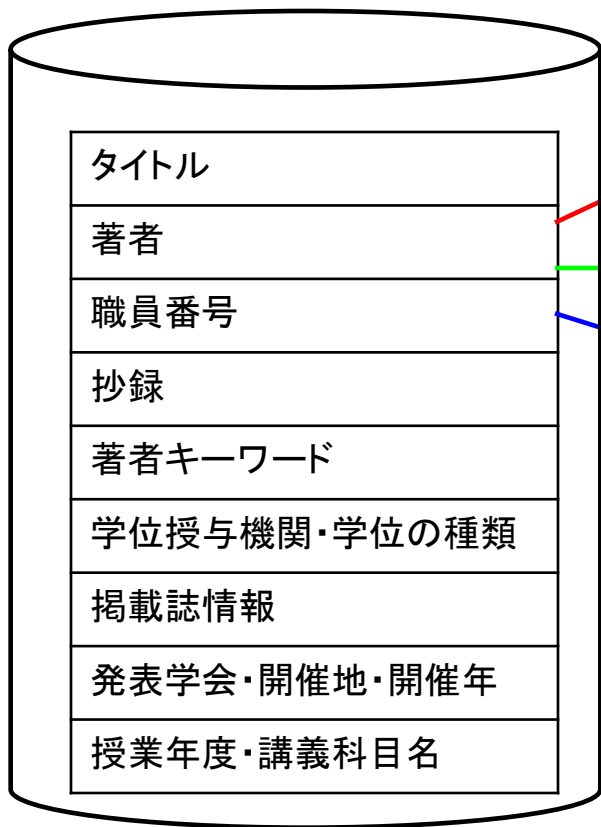 タイトル
著者
職員番号
抄録
著者キーワード
学位授与機関・学位の種類
掲載誌情報
発表学会・開催地・開催年
授業年度・講義科目名